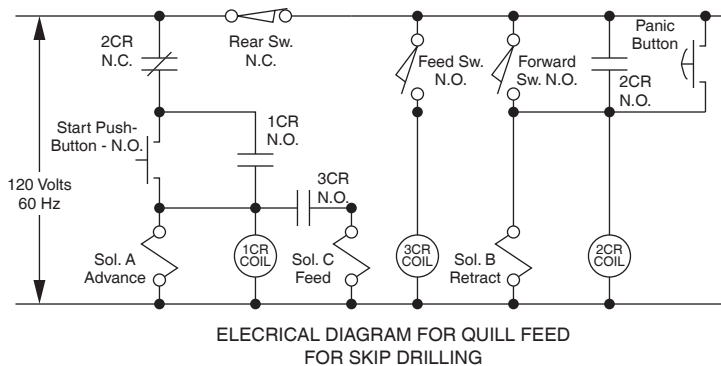 Panic
Button
2CR
N.C.
Rear Sw.
N.C.
Feed Sw.
N.O.
Forward
Sw. N.O.
2CR
N.O.
Start Push-
Button - N.O.
1CR
N.O.
3CR
N.O.
120 Volts
60 Hz
Sol. A
Advance
1CR
COIL
Sol. C
Feed
3CR
COIL
Sol. B
Retract
2CR
COIL
ELECRICAL DIAGRAM FOR QUILL FEED
FOR SKIP DRILLING